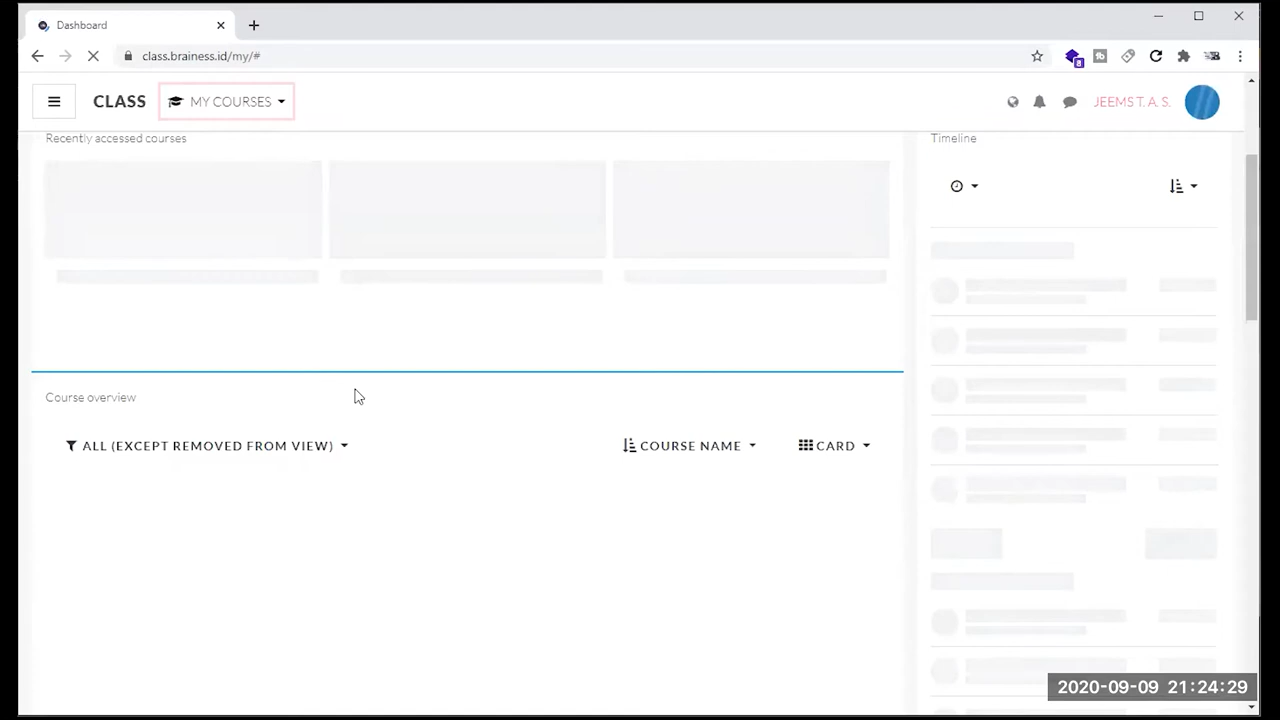 Dashboard
class.brainess.id/my/#
CLASS
MY COURSES
JEEMS T. A. S.
Recently accessed courses
Timeline
Course overview
ALL (EXCEPT REMOVED FROM VIEW)
COURSE NAME
CARD
2020-09-09 21:24:29